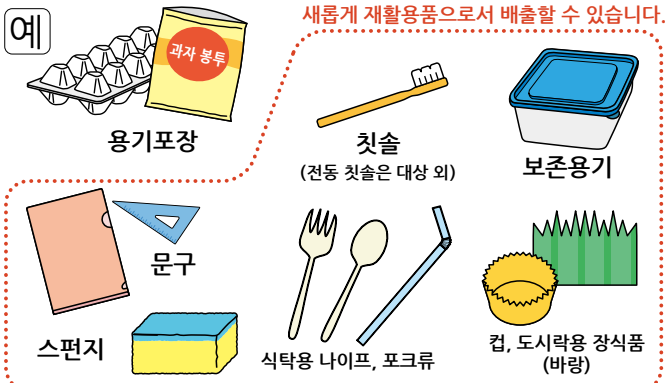 예
새롭게 재활용품으로서 배출할 수 있습니다.
과자 봉투
용기포장
칫솔
(전동 칫솔은 대상 외)
보존용기
문구
스펀지
식탁용 나이프, 포크류
컵, 도시락용 장식품
(바랑)